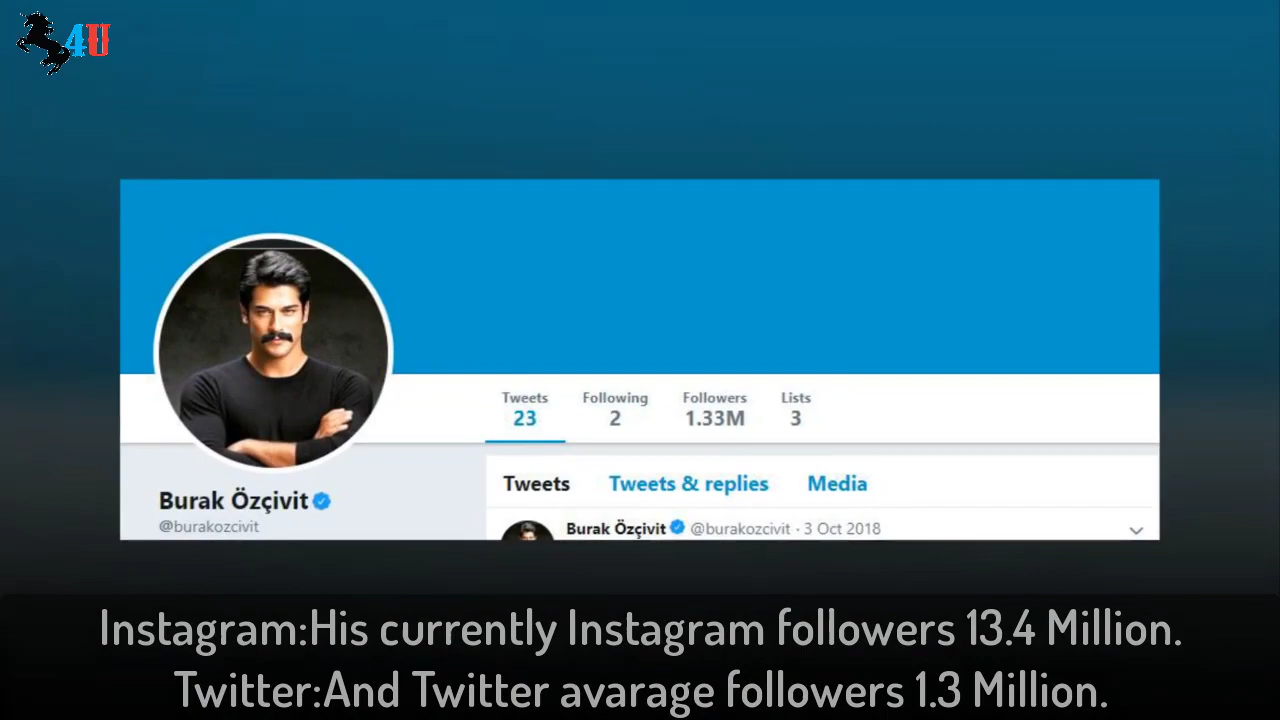 4U
Tweets Following Followers Lists
23 2 1.33M 3
Tweets Tweets & replies Media
Burak Özçivit
@burakozcivit
Burak Özçivit @burakozcivit · 3 Oct 2018
Instagram:His currently Instagram followers 13.4 Million.
Twitter:And Twitter avarage followers 1.3 Million.